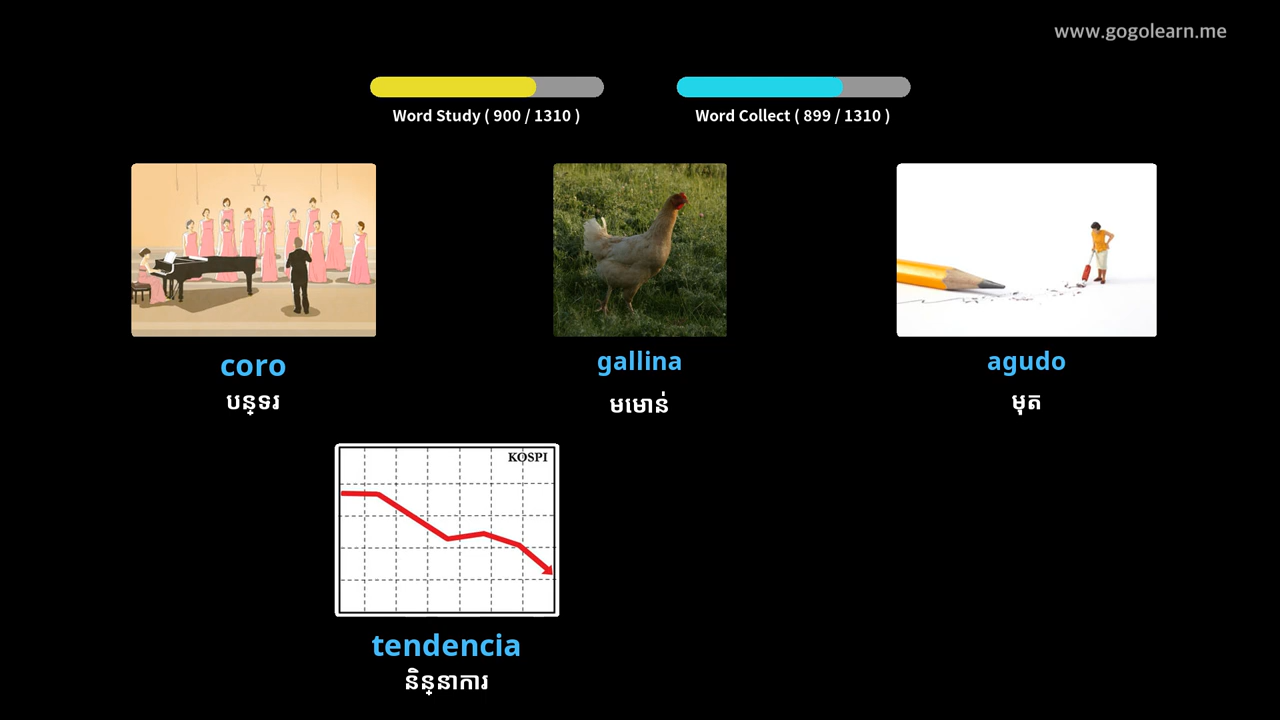 www.gogolearn.me
Word Study ( 900 / 1310 )
Word Collect ( 899 / 1310 )
coro
បន្ទរ
gallina
មមោន់
agudo
មុត
KOSPI
tendencia
និន្នាការ